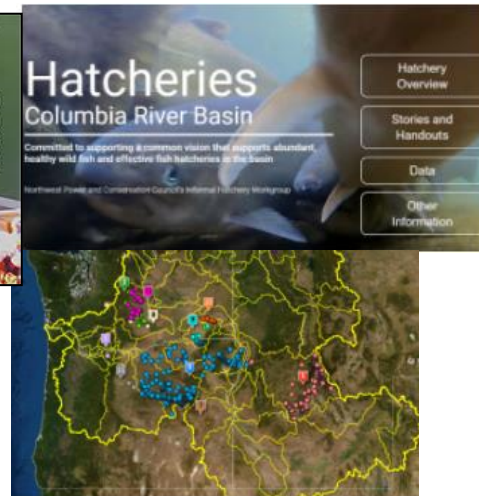 Hatcheries
Columbia River Basin
Committed to supporting a common vision that supports abundant,
healthy wild fish and effective fish hatcheries in the basin
Northwest Power and Conservation Council's Informal Hatchery Workgroup
Hatchery
Overview
Stories and
Handouts
Data
Other
Information